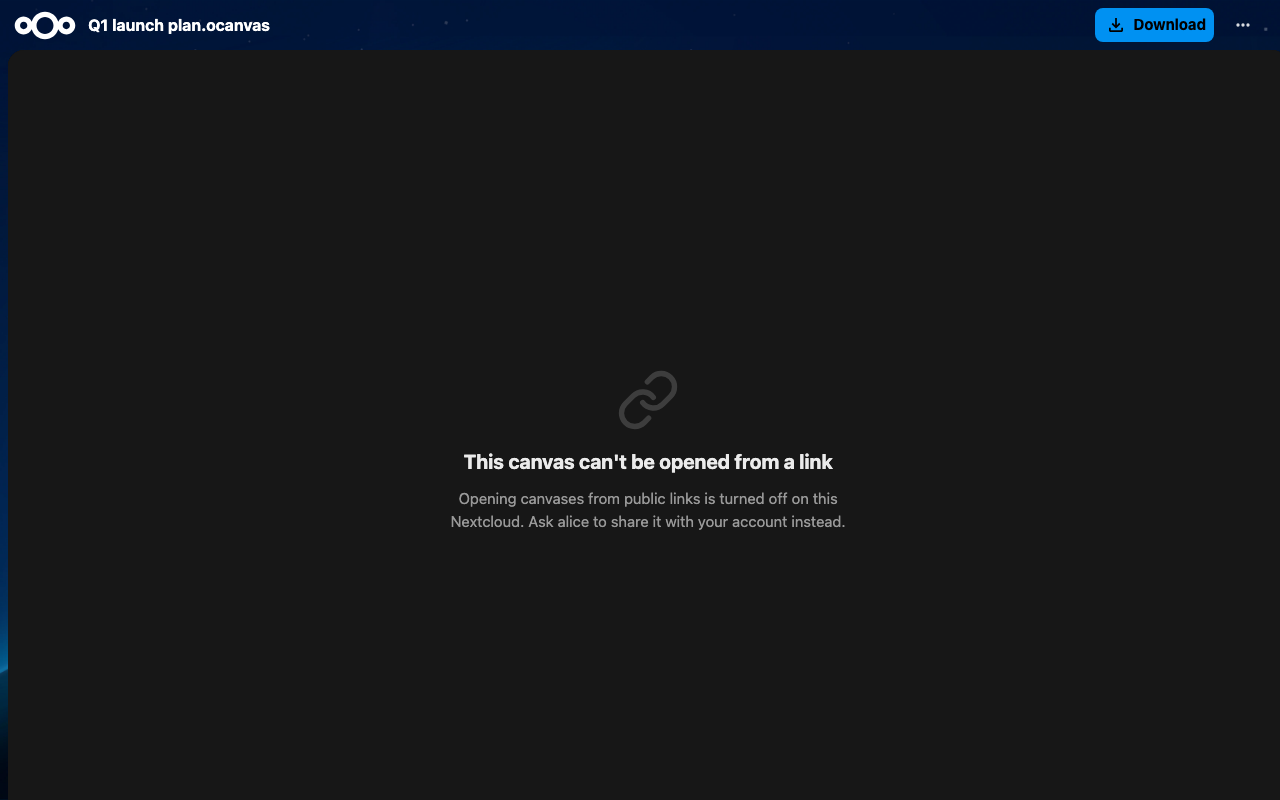 Q1 launch plan.ocanvas
Download
This canvas can't be opened from a link
Opening canvases from public links is turned off on this
Nextcloud. Ask alice to share it with your account instead.